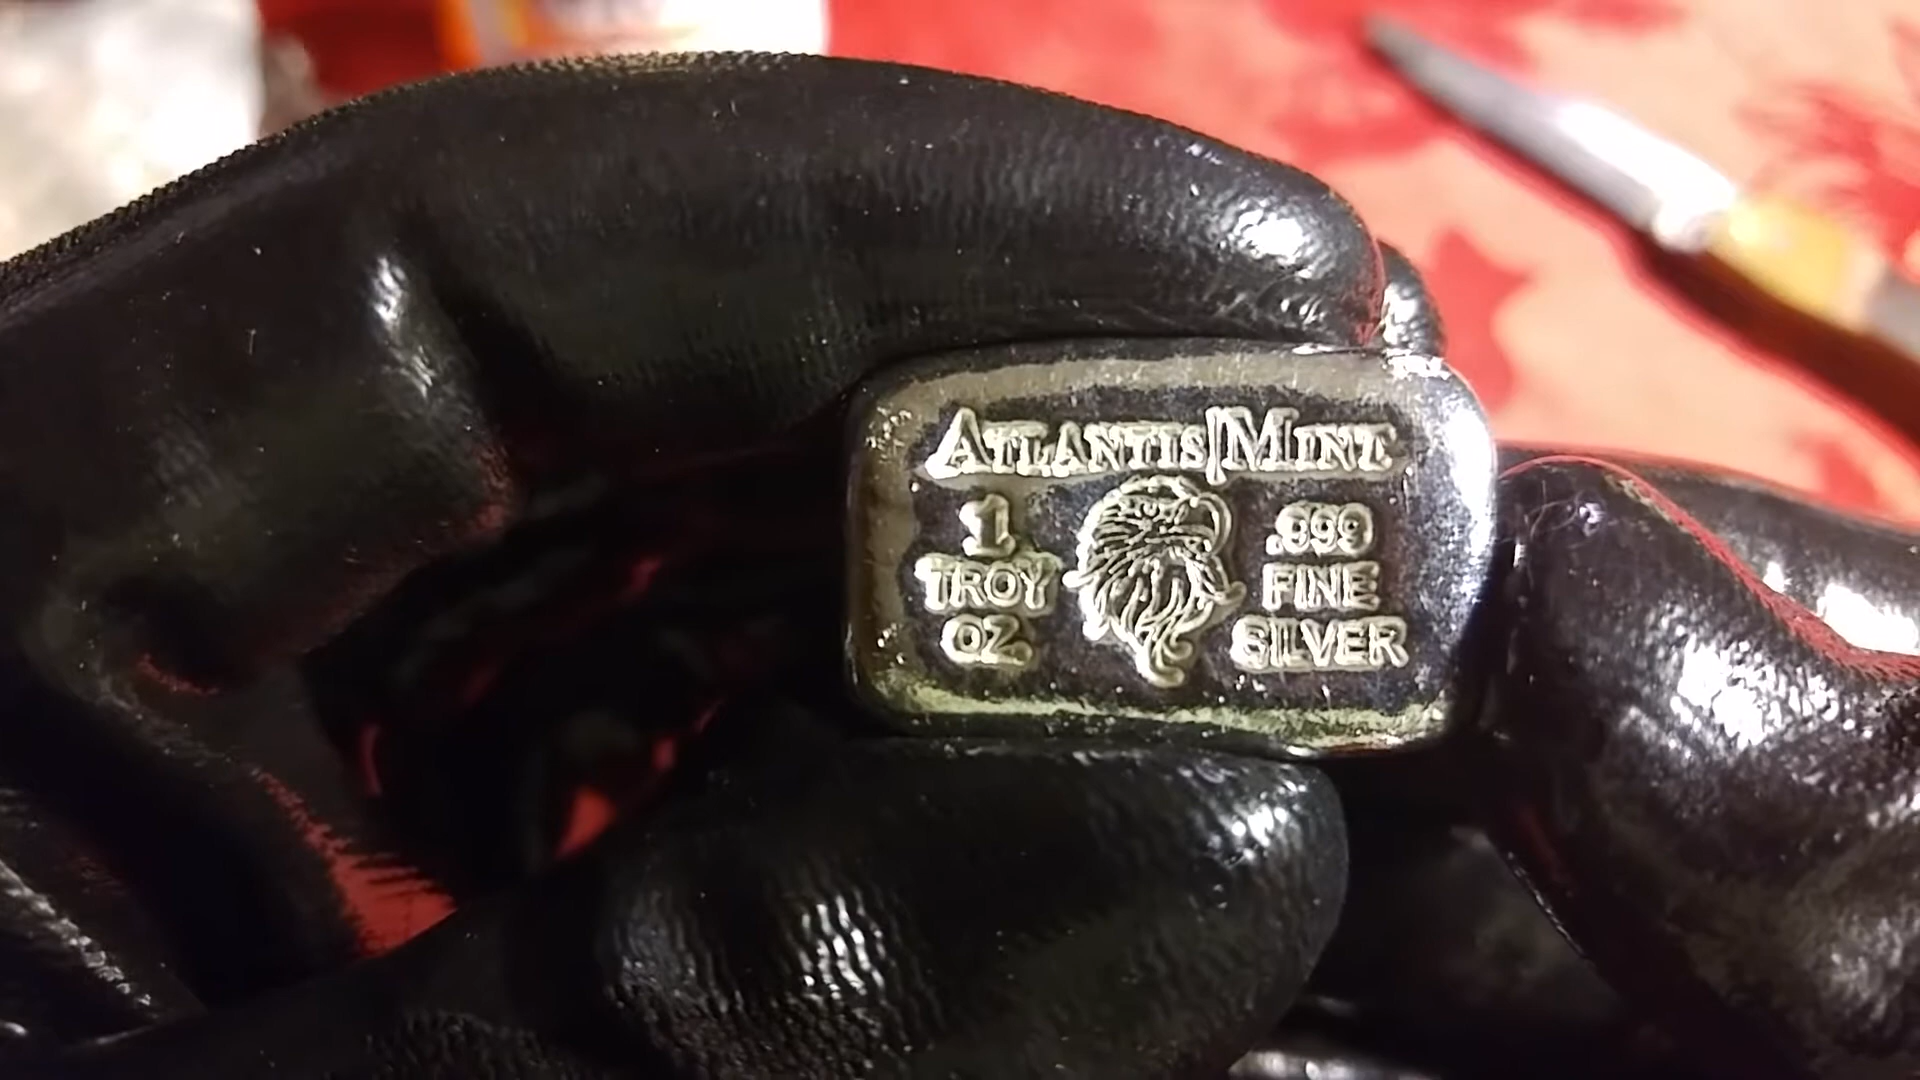 ATLANTIS|MINT
1
TROY
OZ.
.999
FINE
SILVER